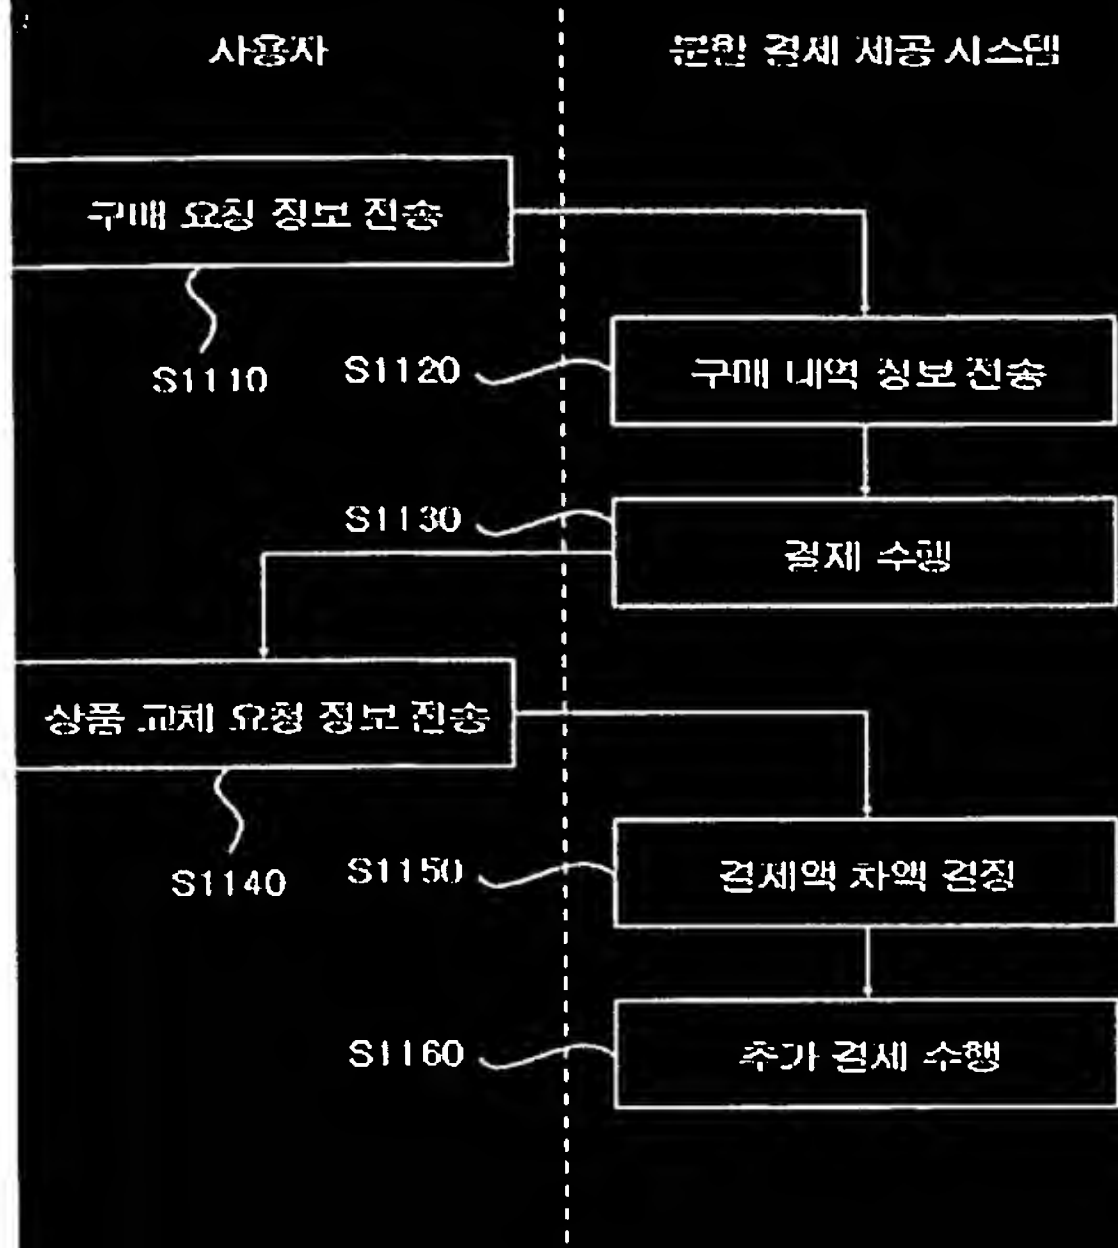 사용자
분할 결제 제공 시스템
구매 요청 정보 전송
S1110
S1120
구매 내역 정보 전송
S1130
결제 수행
상품 교체 요청 정보 전송
S1140
S1150
결제액 차액 결정
S1160
추가 결제 수행